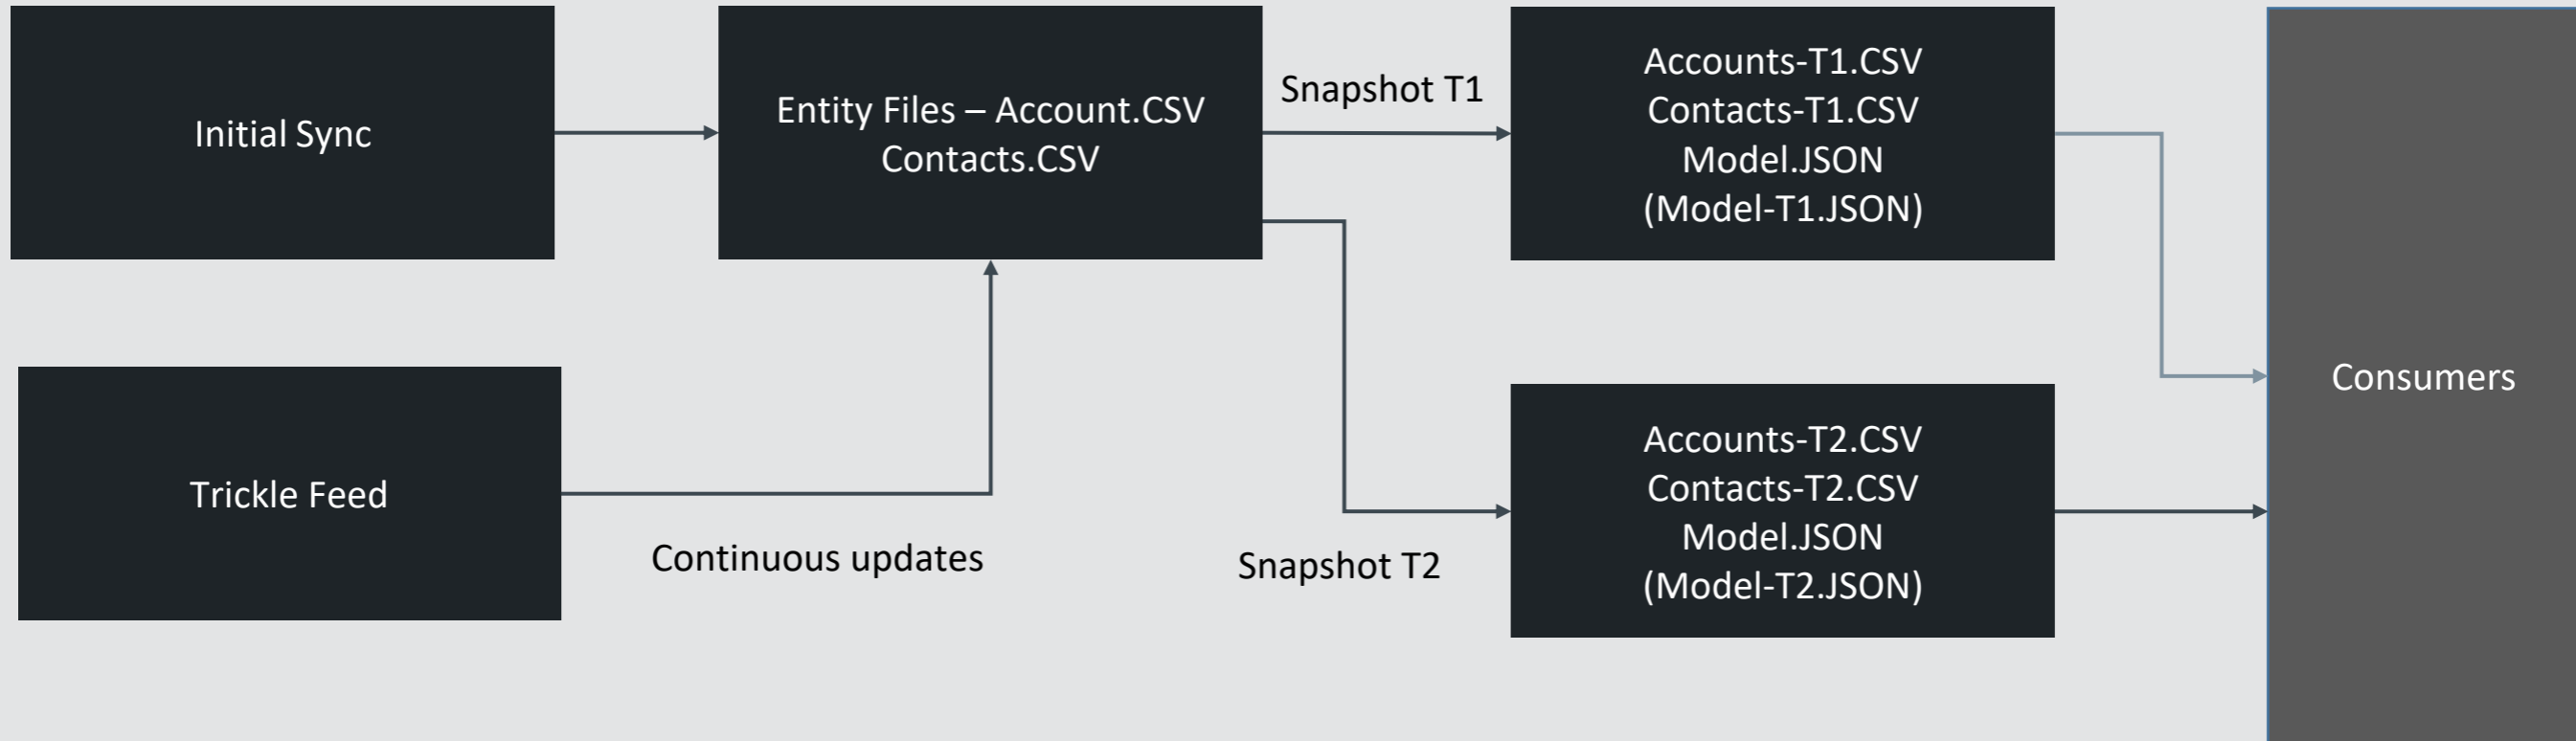 Initial Sync
Entity Files – Account.CSV
Contacts.CSV
Snapshot T1
Accounts-T1.CSV
Contacts-T1.CSV
Model.JSON
(Model-T1.JSON)
Consumers
Trickle Feed
Continuous updates
Snapshot T2
Accounts-T2.CSV
Contacts-T2.CSV
Model.JSON
(Model-T2.JSON)